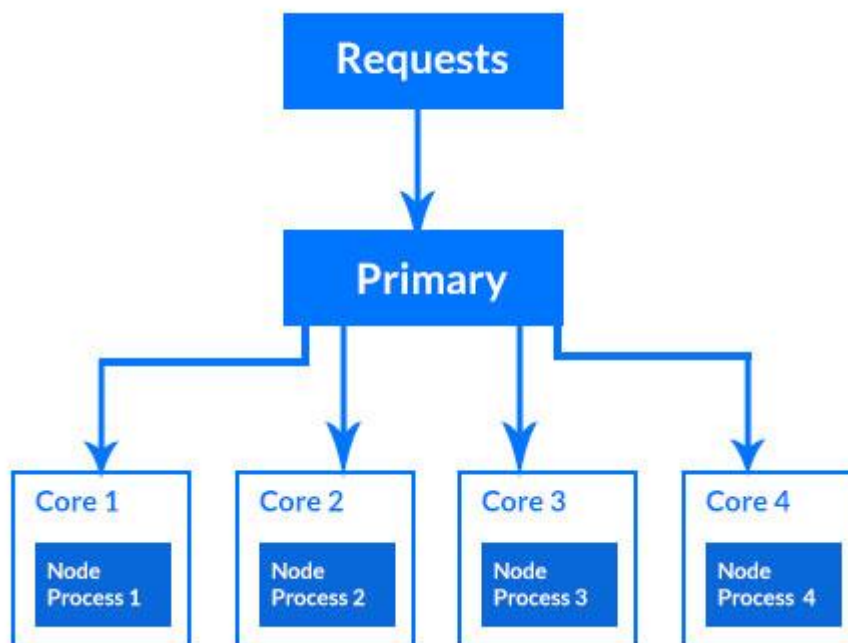 Requests
Primary
Core 1
Node
Process 1
Core 2
Node
Process 2
Core 3
Node
Process 3
Core 4
Node
Process 4